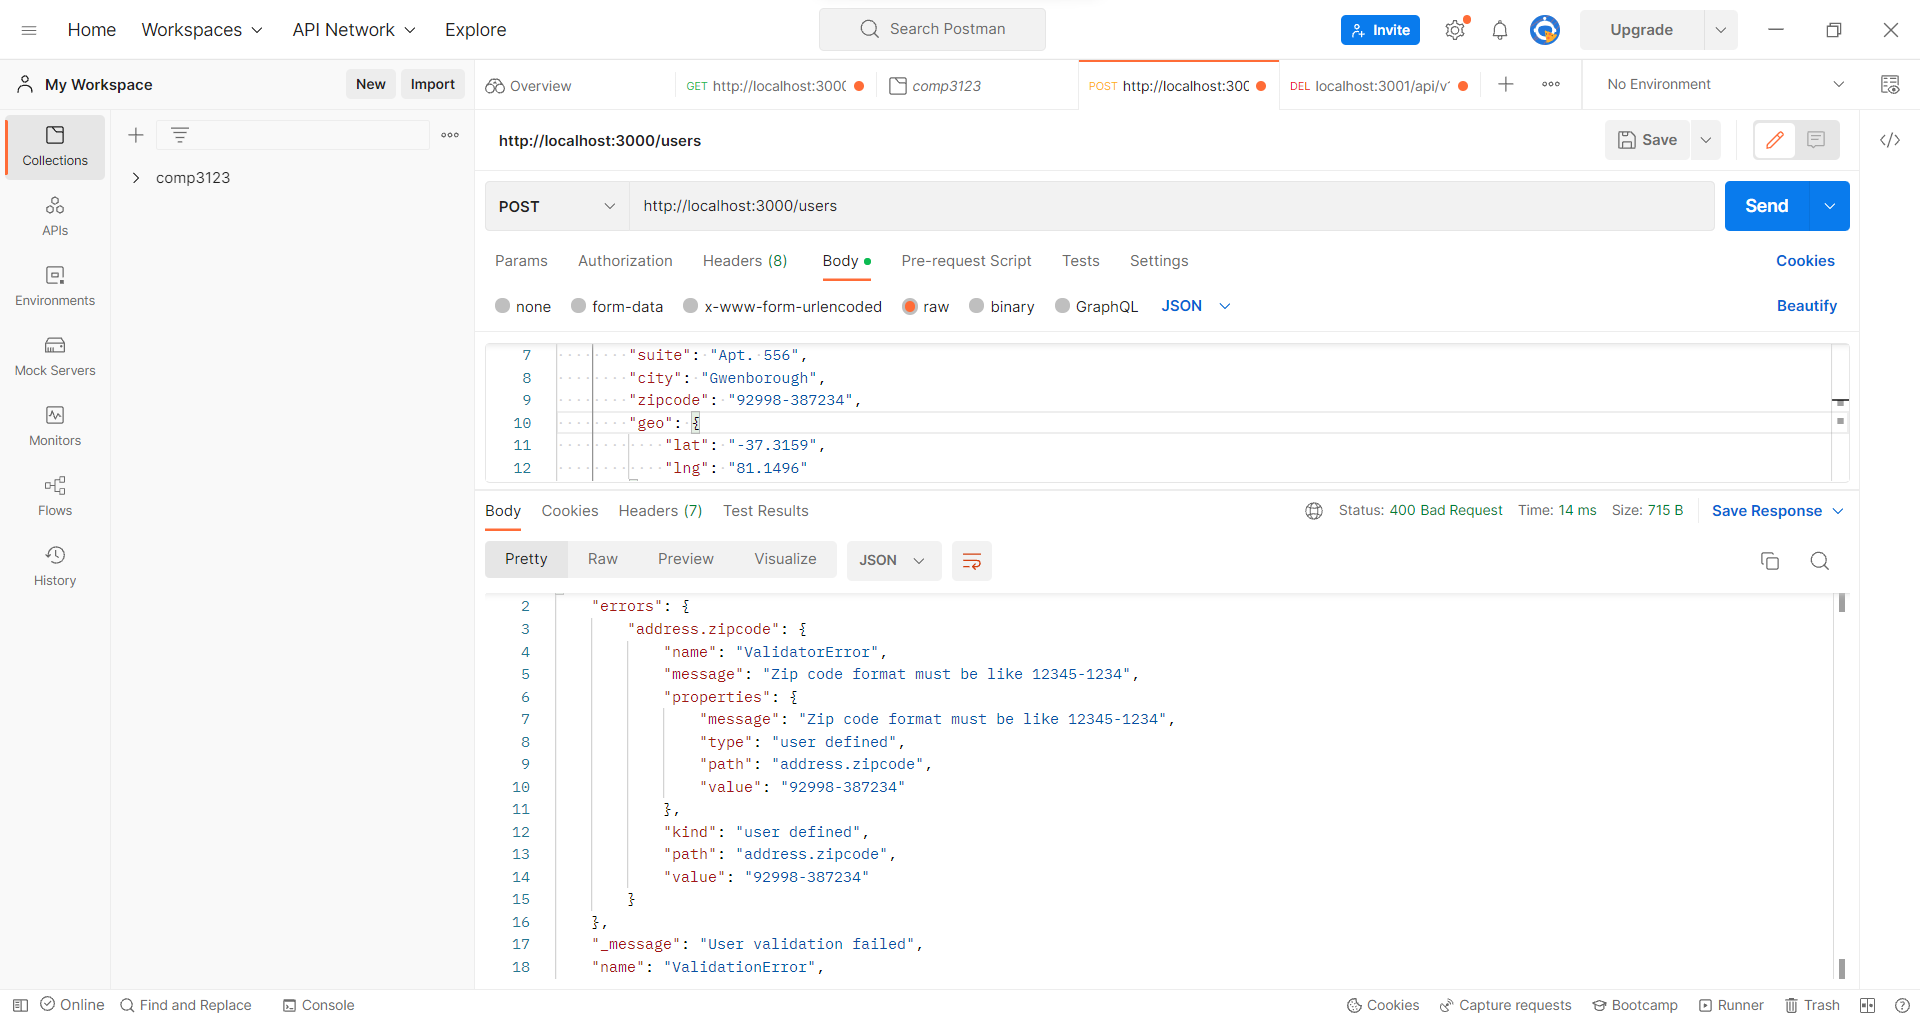 Home Workspaces API Network Explore Search Postman Invite Upgrade
My Workspace New Import Overview GET http://localhost:3000 comp3123 POST http://localhost:300 DEL localhost:3001/api/v1 No Environment
Collections
APIs
Environments
Mock Servers
Monitors
Flows
History
comp3123
http://localhost:3000/users Save
POST http://localhost:3000/users Send
Params Authorization Headers (8) Body Pre-request Script Tests Settings Cookies
none form-data x-www-form-urlencoded raw binary GraphQL JSON Beautify
7 "suite": "Apt. 556",
8 "city": "Gwenborough",
9 "zipcode": "92998-387234",
10 "geo": {
11 "lat": "-37.3159",
12 "lng": "81.1496"
Body Cookies Headers (7) Test Results Status: 400 Bad Request Time: 14 ms Size: 715 B Save Response
Pretty Raw Preview Visualize JSON
2 "errors": {
3 "address.zipcode": {
4 "name": "ValidatorError",
5 "message": "Zip code format must be like 12345-1234",
6 "properties": {
7 "message": "Zip code format must be like 12345-1234",
8 "type": "user defined",
9 "path": "address.zipcode",
10 "value": "92998-387234"
11 },
12 "kind": "user defined",
13 "path": "address.zipcode",
14 "value": "92998-387234"
15 }
16 },
17 "_message": "User validation failed",
18 "name": "ValidationError",
Online Find and Replace Console Cookies Capture requests Bootcamp Runner Trash